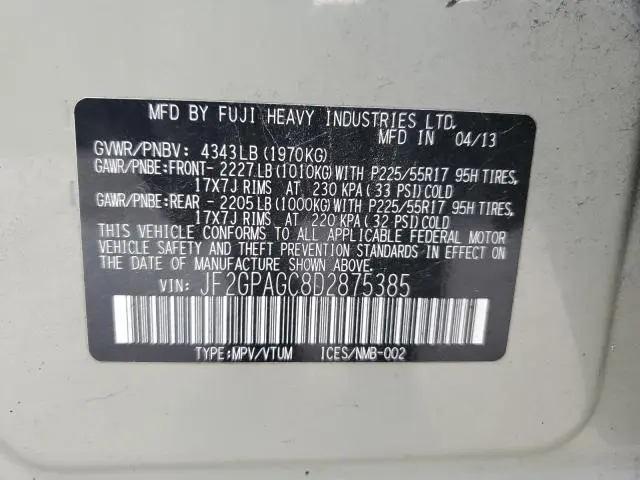 MFD BY FUJI HEAVY INDUSTRIES LTD.
MFD IN 04/13
GVWR/PNBV: 4343LB(1970KG)
GAWR/PNBE:FRONT- 2227LB(1010KG)WITH P225/55R17 95H TIRES,
17X7J RIMS AT 230 KPA(33 PSI)COLD
GAWR/PNBE:REAR - 2205LB(1000KG)WITH P225/55R17 95H TIRES,
17X7J RIMS AT 220 KPA(32 PSI)COLD
THIS VEHICLE CONFORMS TO ALL APPLICABLE FEDERAL MOTOR
VEHICLE SAFETY AND THEFT PREVENTION STANDARDS IN EFFECT
ON THE DATE OF MANUFACTURE SHOWN ABOVE.
VIN: JF2GPAGC8D2875385
TYPE:MPV/VTUM ICES/NMB-002